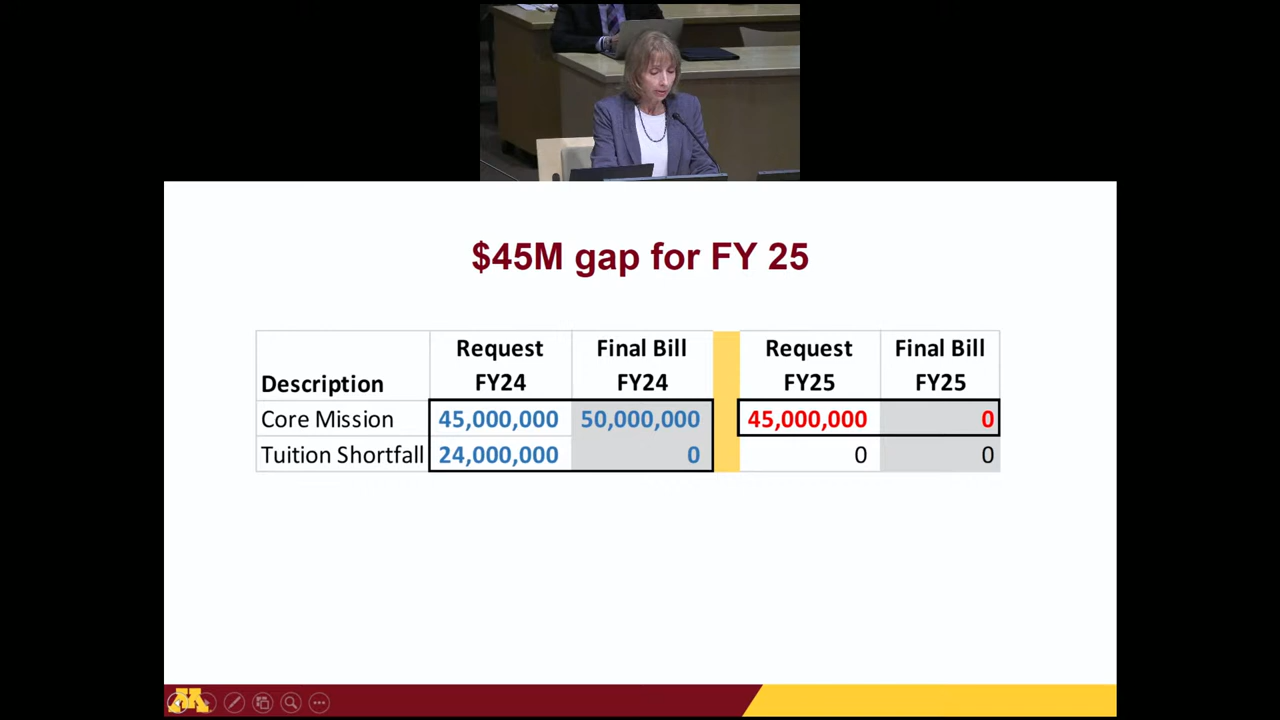 $45M gap for FY 25
Request Final Bill Request Final Bill
Description FY24 FY24 FY25 FY25
Core Mission 45,000,000 50,000,000 45,000,000 0
Tuition Shortfall 24,000,000 0 0 0
M